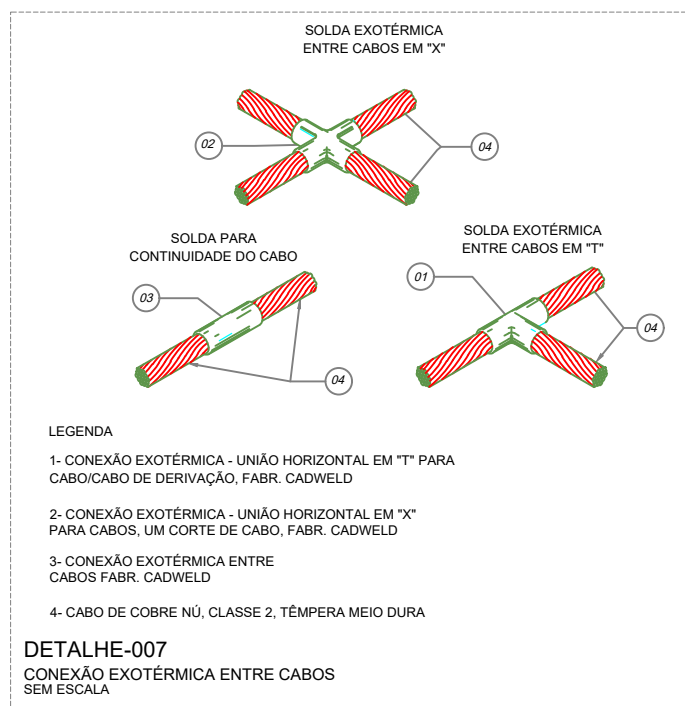 SOLDA EXOTÉRMICA
ENTRE CABOS EM "X"
02
04
SOLDA PARA
CONTINUIDADE DO CABO
03
04
SOLDA EXOTÉRMICA
ENTRE CABOS EM "T"
01
04
LEGENDA
1- CONEXÃO EXOTÉRMICA - UNIÃO HORIZONTAL EM "T" PARA
CABO/CABO DE DERIVAÇÃO, FABR. CADWELD
2- CONEXÃO EXOTÉRMICA - UNIÃO HORIZONTAL EM "X"
PARA CABOS, UM CORTE DE CABO, FABR. CADWELD
3- CONEXÃO EXOTÉRMICA ENTRE
CABOS FABR. CADWELD
4- CABO DE COBRE NÚ, CLASSE 2, TÊMPERA MEIO DURA
DETALHE-007
CONEXÃO EXOTÉRMICA ENTRE CABOS
SEM ESCALA